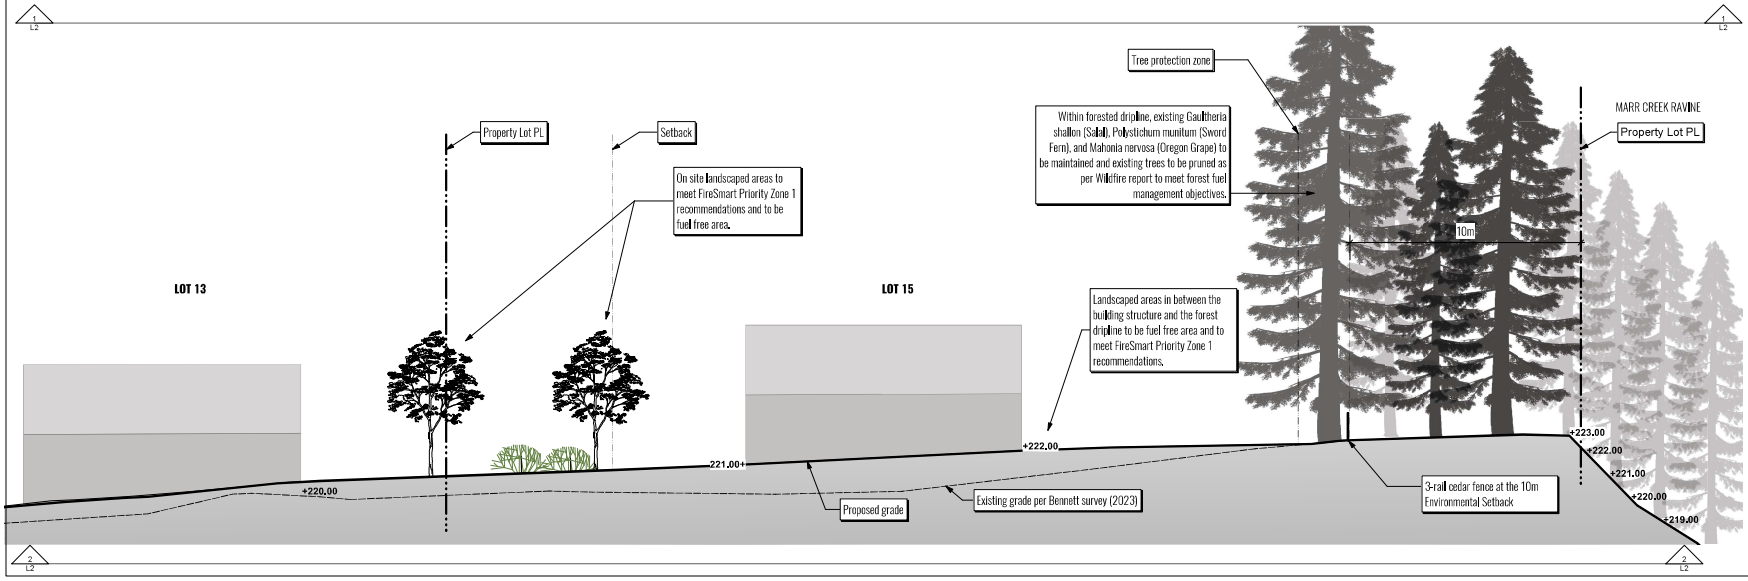 1
L2
1
L2
Tree protection zone
MARR CREEK RAVINE
Property Lot PL
Property Lot PL
Setback
Within forested dripline, existing Gaultheria
shallon (Salal), Polystichum munitum (Sword
Fern), and Mahonia nervosa (Oregon Grape) to
be maintained and existing trees to be pruned as
per Wildfire report to meet forest fuel
management objectives.
On site landscaped areas to
meet FireSmart Priority Zone 1
recommendations and to be
fuel free area.
10m
LOT 13
LOT 15
Landscaped areas in between the
building structure and the forest
dripline to be fuel free area and to
meet FireSmart Priority Zone 1
recommendations.
+223.00
+222.00
+222.00
221.00+
+221.00
+220.00
+220.00
+219.00
3-rail cedar fence at the 10m
Environmental Setback
Existing grade per Bennett survey (2023)
Proposed grade
2
L2
2
L2